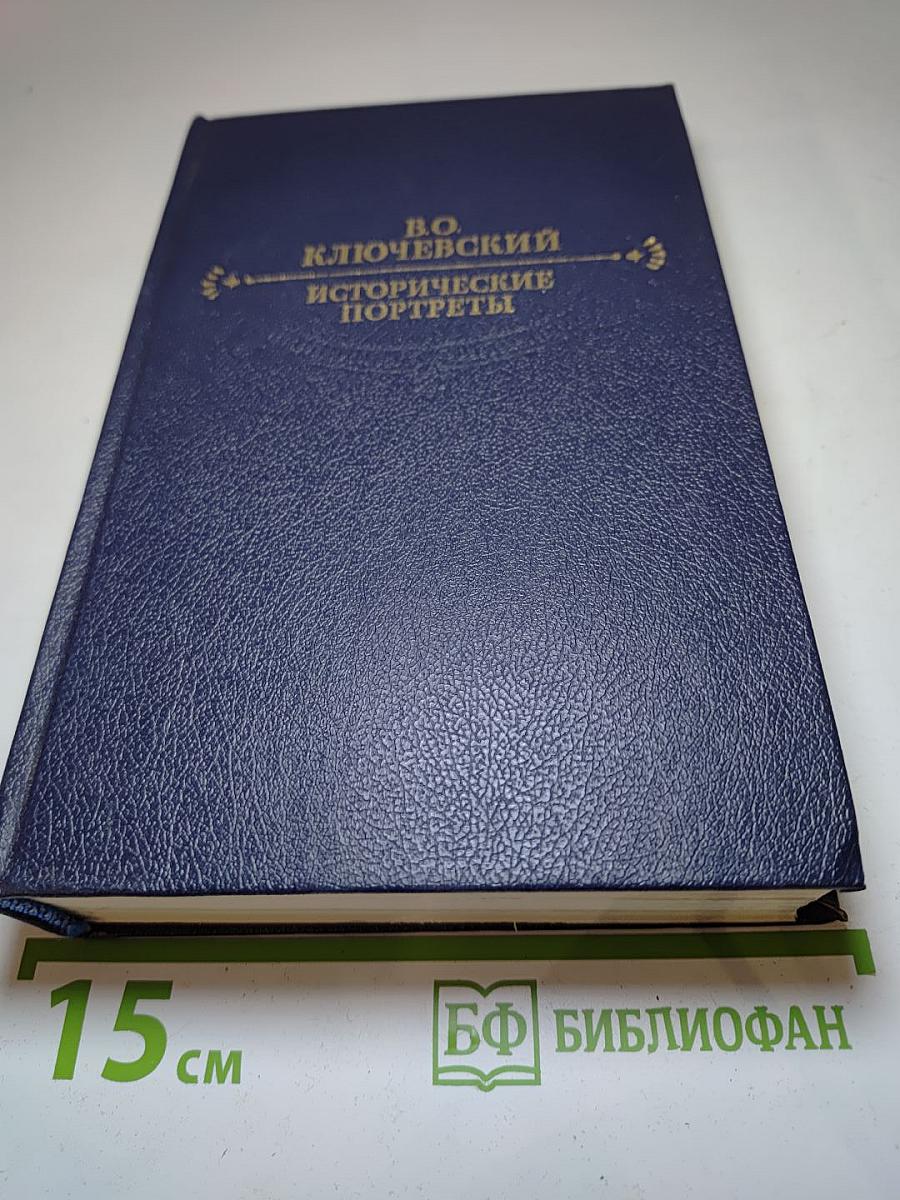 В.О.
КЛЮЧЕВСКИЙ
ИСТОРИЧЕСКИЕ
ПОРТРЕТЫ
15 см
БФ БИБЛИОФАН